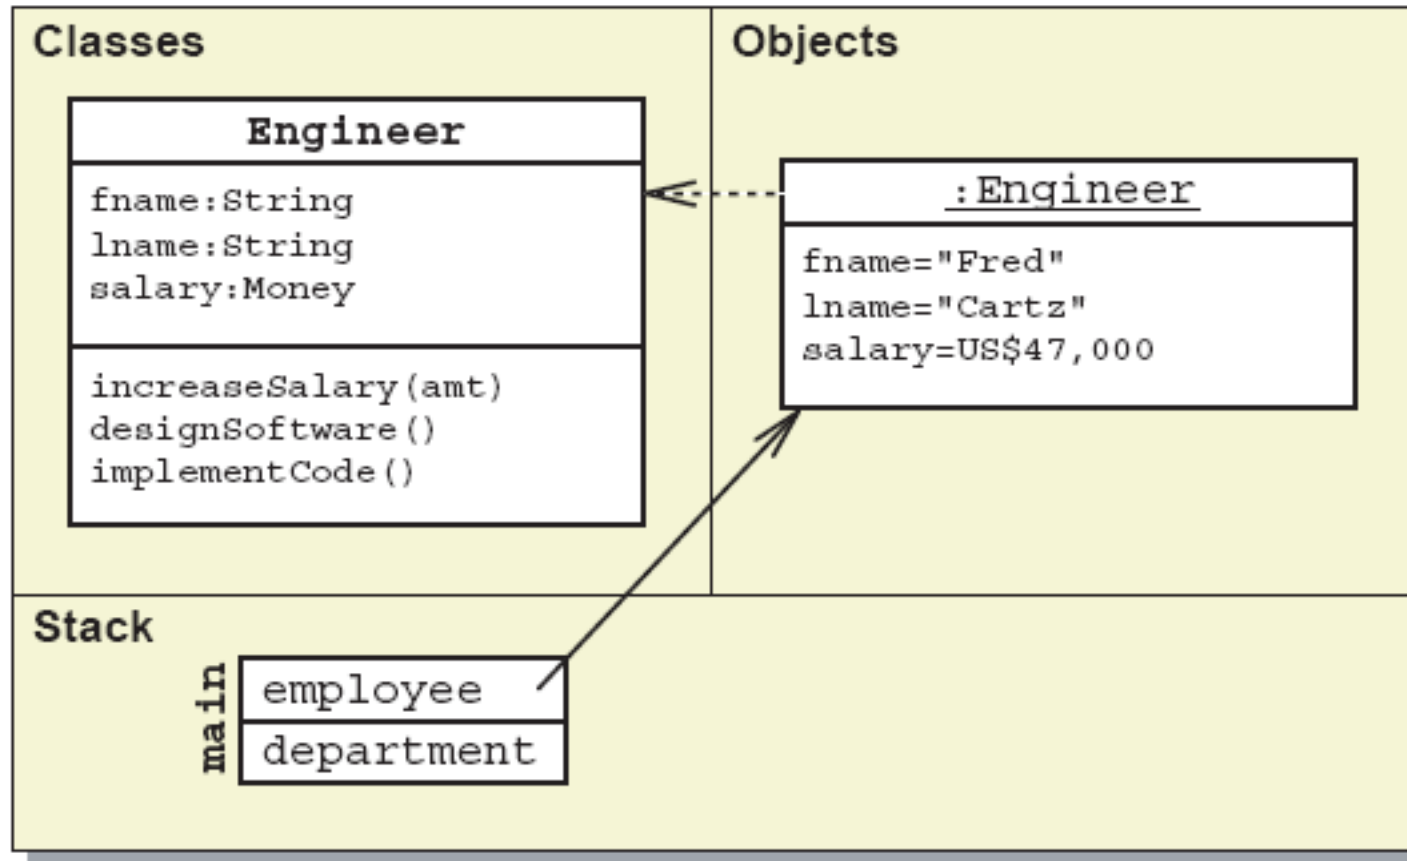 Classes
Engineer
fname:String
lname:String
salary:Money
increaseSalary(amt)
designSoftware()
implementCode()
Objects
:Engineer
fname="Fred"
lname="Cartz"
salary=US$47,000
Stack
main
employee
department